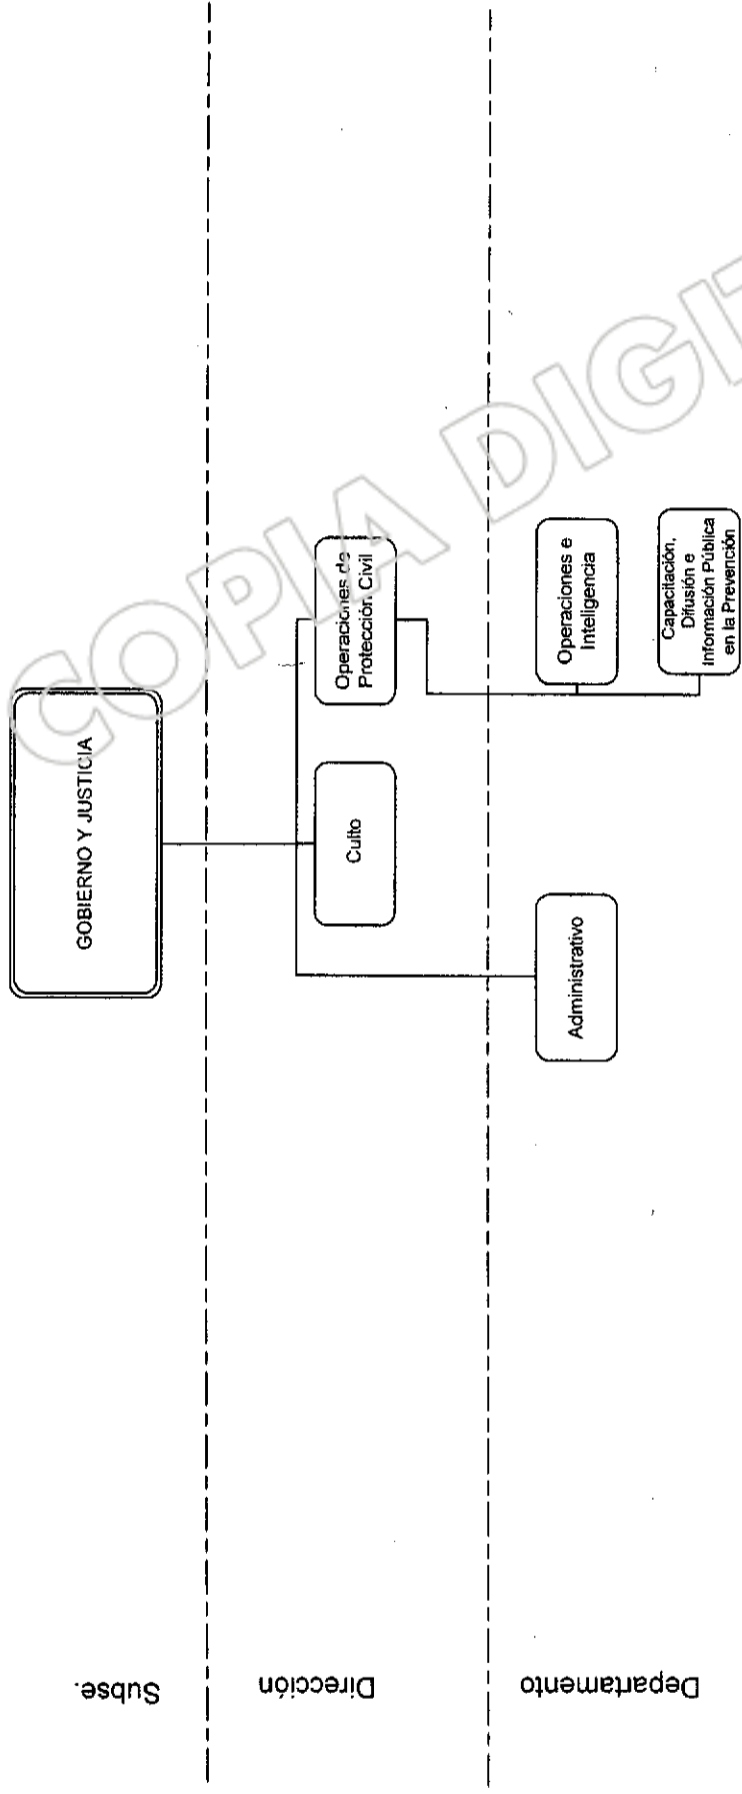 COPIA DIGIT
Subse.
GOBIERNO Y JUSTICIA
Dirección
Culto
Operaciones de
Protección Civil
Departamento
Administrativo
Operaciones e
Inteligencia
Capacitación,
Difusión e
Información Pública
en la Prevención